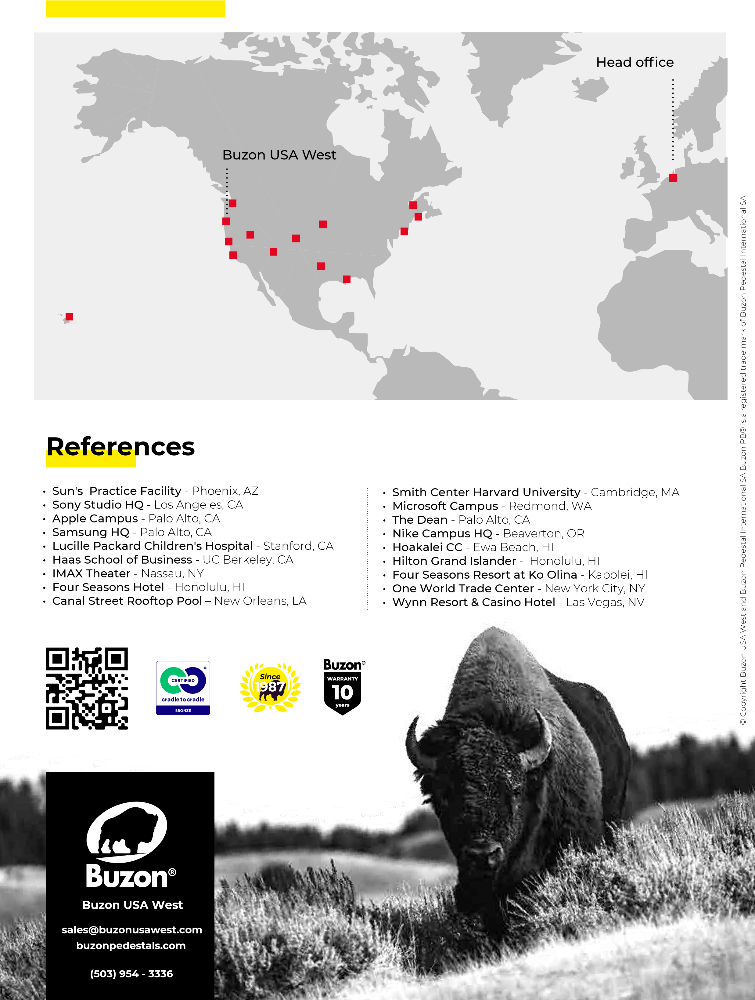 Head office
Buzon USA West
References
• Sun's  Practice Facility - Phoenix, AZ
• Sony Studio HQ - Los Angeles, CA
• Apple Campus - Palo Alto, CA
• Samsung HQ - Palo Alto, CA
• Lucille Packard Children's Hospital - Stanford, CA
• Haas School of Business - UC Berkeley, CA
• IMAX Theater - Nassau, NY
• Four Seasons Hotel - Honolulu, HI
• Canal Street Rooftop Pool – New Orleans, LA
• Smith Center Harvard University - Cambridge, MA
• Microsoft Campus - Redmond, WA
• The Dean - Palo Alto, CA
• Nike Campus HQ - Beaverton, OR
• Hoakalei CC - Ewa Beach, HI
• Hilton Grand Islander -  Honolulu, HI
• Four Seasons Resort at Ko Olina - Kapolei, HI
• One World Trade Center - New York City, NY
• Wynn Resort & Casino Hotel - Las Vegas, NV
CERTIFIED
®
cradle to cradle
BRONZE
Since
1987
Buzon®
WARRANTY
10
years
Buzon®
Buzon USA West
sales@buzonusawest.com
buzonpedestals.com
(503) 954 - 3336
© Copyright Buzon USA West and Buzon Pedestal International SA Buzon PB® is a registered trade mark of Buzon Pedestal International SA